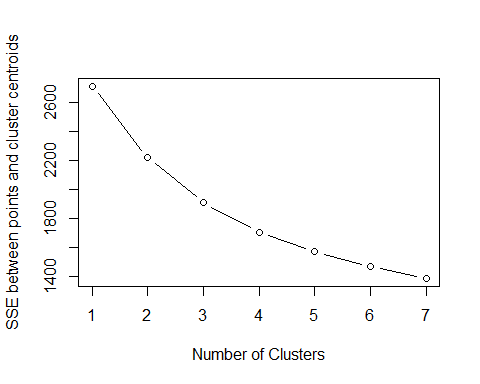 SSE between points and cluster centroids
2600
2200
1800
1400
1 2 3 4 5 6 7
Number of Clusters